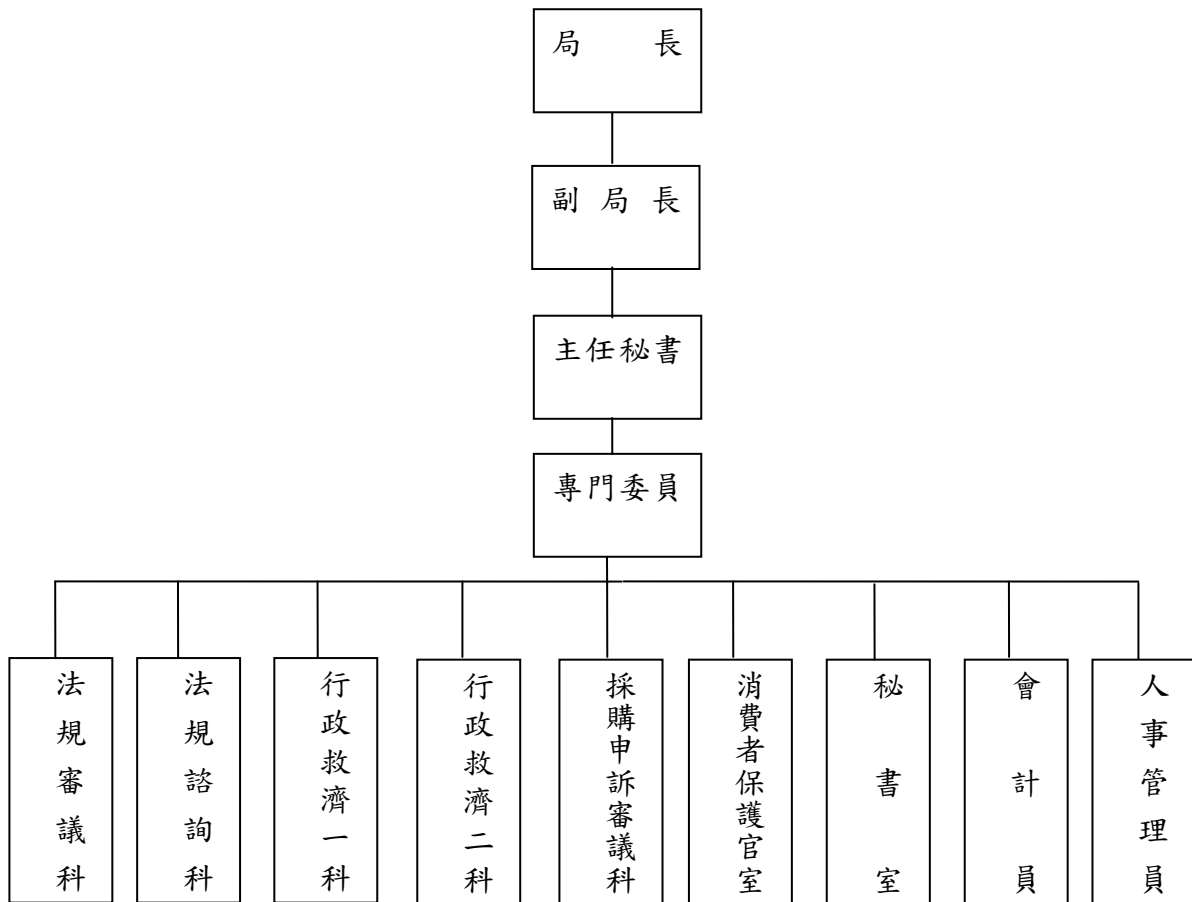 局長
副局長
主任秘書
專門委員
法規審議科
法規諮詢科
行政救濟一科
行政救濟二科
採購申訴審議科
消費者保護官室
秘書室
會計員
人事管理員